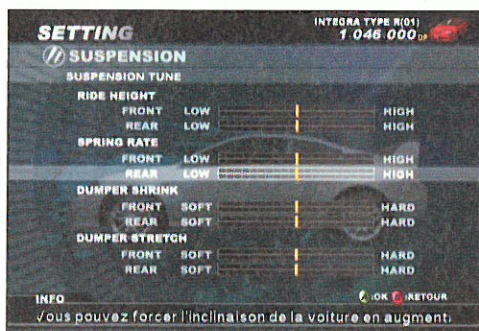 SETTING
INTEGRA TYPE R(01)
1.046.000 DP
SUSPENSION
SUSPENSION TUNE
RIDE HEIGHT
FRONT LOW HIGH
REAR LOW HIGH
SPRING RATE
FRONT LOW HIGH
REAR LOW HIGH
DUMPER SHRINK
FRONT SOFT HARD
REAR SOFT HARD
DUMPER STRETCH
FRONT SOFT HARD
REAR SOFT HARD
INFO
A:OK B:RETOUR
Vous pouvez forcer l'inclinaison de la voiture en augment